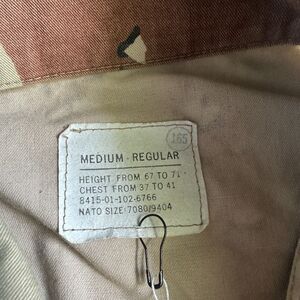 165
MEDIUM - REGULAR
HEIGHT FROM 67 TO 71
CHEST FROM 37 TO 41
8415-01-102-6766
NATO SIZE: 7080/9404